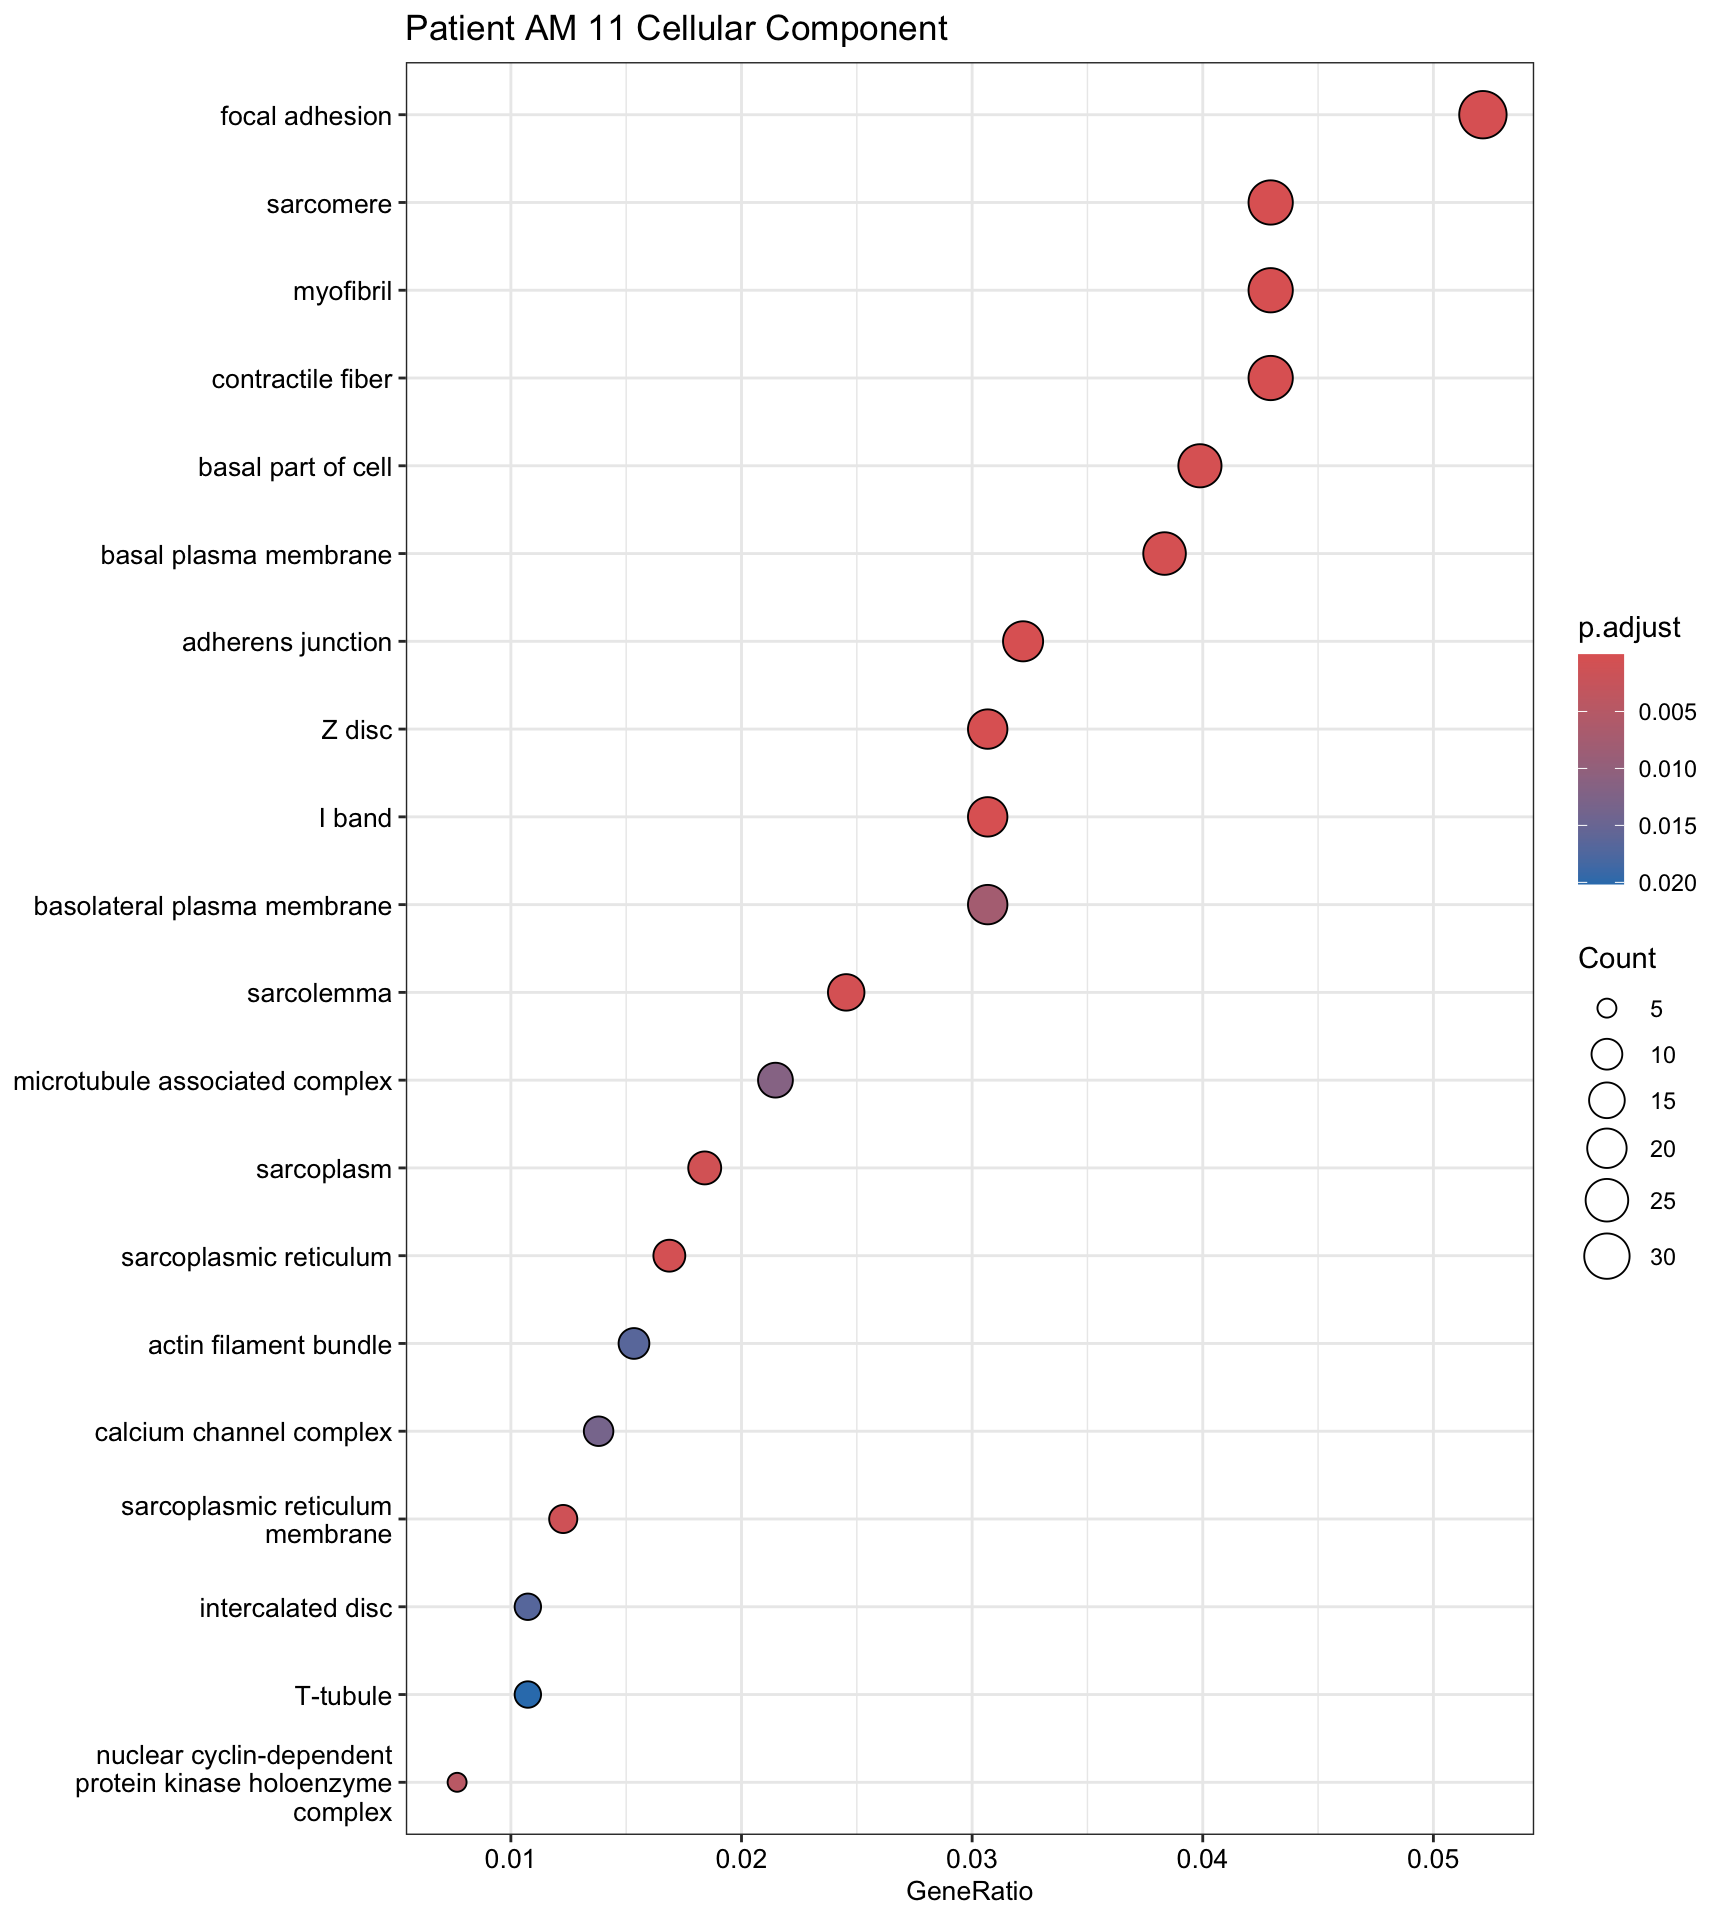 Patient AM 11 Cellular Component
focal adhesion
sarcomere
myofibril
contractile fiber
basal part of cell
basal plasma membrane
adherens junction
Z disc
I band
basolateral plasma membrane
sarcolemma
microtubule associated complex
sarcoplasm
sarcoplasmic reticulum
actin filament bundle
calcium channel complex
sarcoplasmic reticulum
membrane
intercalated disc
T-tubule
nuclear cyclin-dependent
protein kinase holoenzyme
complex
0.01 0.02 0.03 0.04 0.05
GeneRatio
p.adjust
0.005
0.010
0.015
0.020
Count
5
10
15
20
25
30